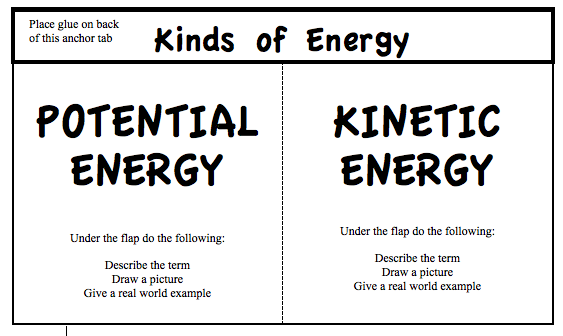 Place glue on back
of this anchor tab
Kinds of Energy
POTENTIAL
ENERGY
Under the flap do the following:
Describe the term
Draw a picture
Give a real world example
KINETIC
ENERGY
Under the flap do the following:
Describe the term
Draw a picture
Give a real world example